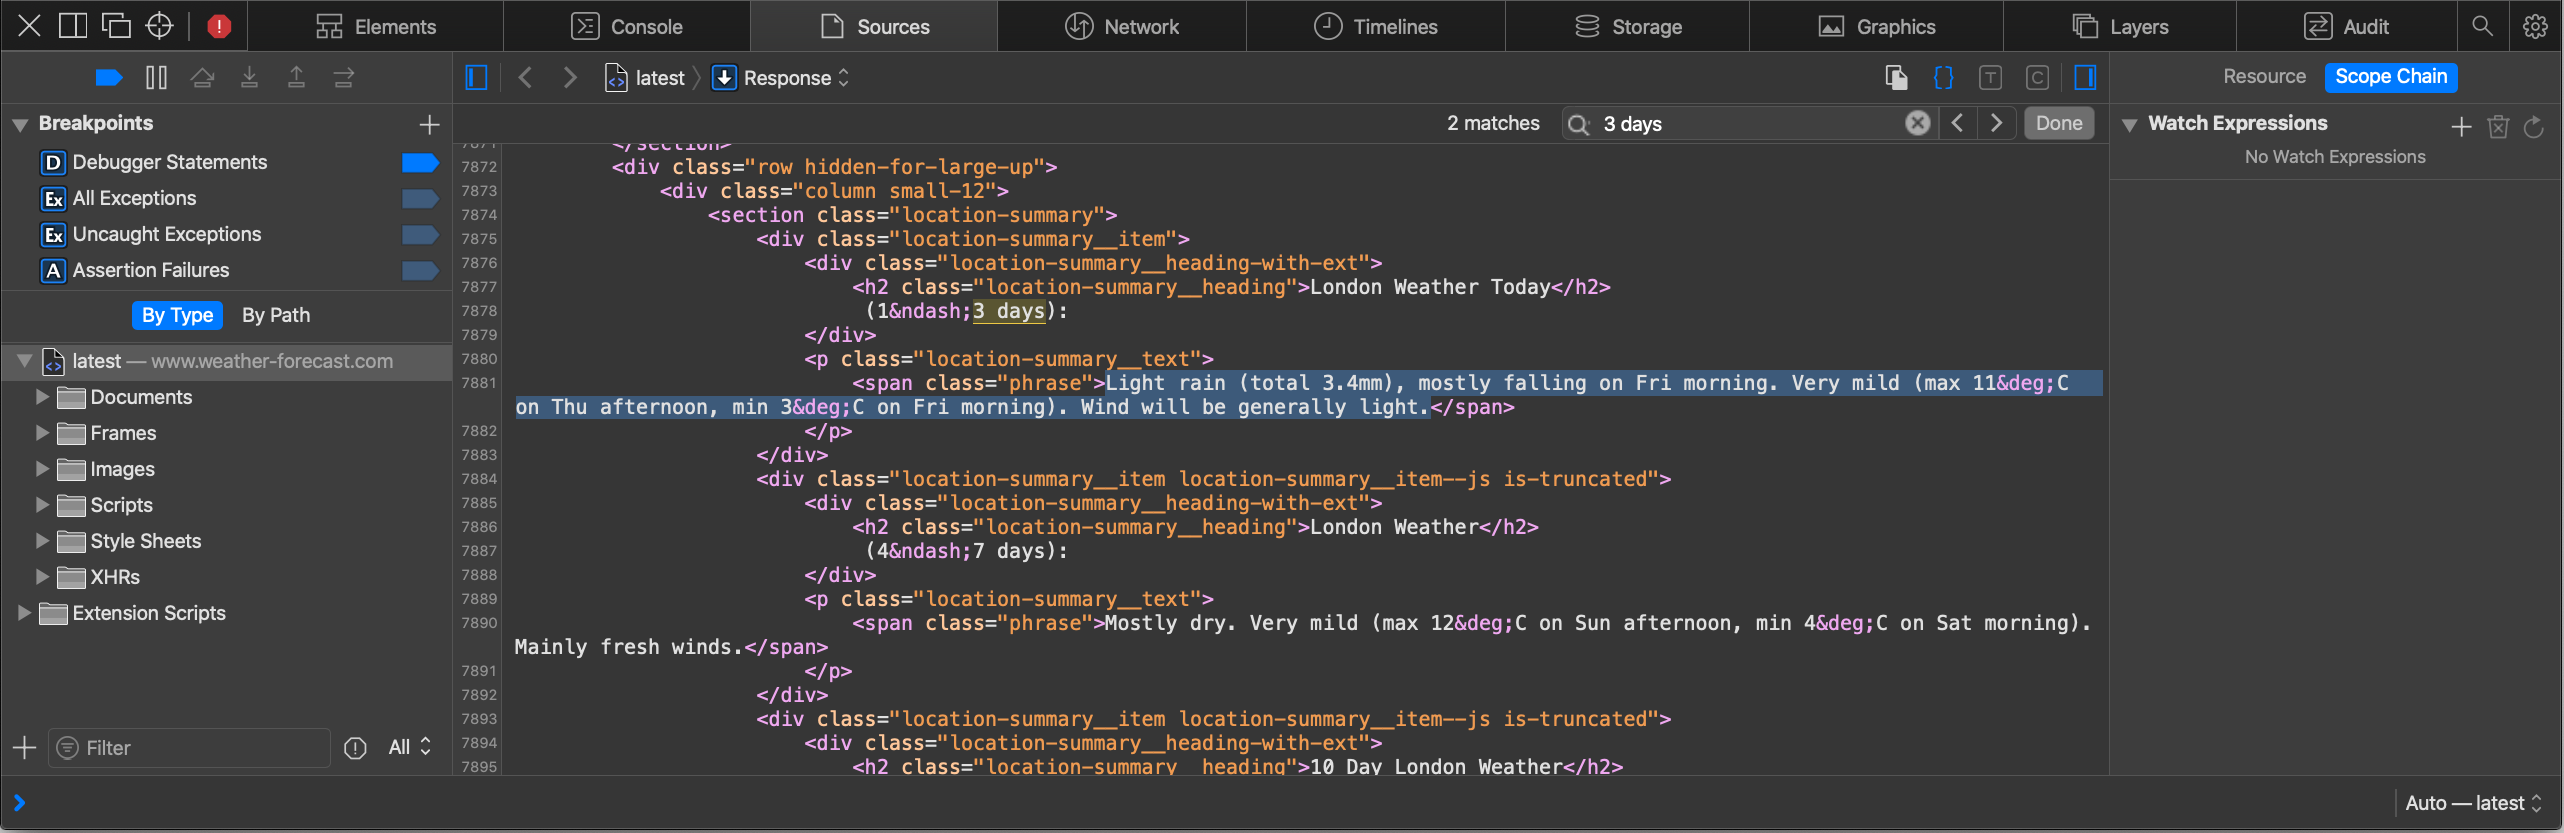 Elements Console Sources Network Timelines Storage Graphics Layers Audit
latest Response Resource Scope Chain
Breakpoints
2 matches 3 days Done
Watch Expressions
No Watch Expressions
D Debugger Statements
Ex All Exceptions
Ex Uncaught Exceptions
A Assertion Failures
By Type By Path
latest — www.weather-forecast.com
Documents
Frames
Images
Scripts
Style Sheets
XHRs
Extension Scripts
Filter All
7871 </section>
7872 <div class="row hidden-for-large-up">
7873 <div class="column small-12">
7874 <section class="location-summary">
7875 <div class="location-summary__item">
7876 <div class="location-summary__heading-with-ext">
7877 <h2 class="location-summary__heading">London Weather Today</h2>
7878 (1&ndash;3 days):
7879 </div>
7880 <p class="location-summary__text">
7881 <span class="phrase">Light rain (total 3.4mm), mostly falling on Fri morning. Very mild (max 11&deg;C
on Thu afternoon, min 3&deg;C on Fri morning). Wind will be generally light.</span>
7882 </p>
7883 </div>
7884 <div class="location-summary__item location-summary__item--js is-truncated">
7885 <div class="location-summary__heading-with-ext">
7886 <h2 class="location-summary__heading">London Weather</h2>
7887 (4&ndash;7 days):
7888 </div>
7889 <p class="location-summary__text">
7890 <span class="phrase">Mostly dry. Very mild (max 12&deg;C on Sun afternoon, min 4&deg;C on Sat morning).
Mainly fresh winds.</span>
7891 </p>
7892 </div>
7893 <div class="location-summary__item location-summary__item--js is-truncated">
7894 <div class="location-summary__heading-with-ext">
7895 <h2 class="location-summary__heading">10 Day London Weather</h2>
Auto — latest